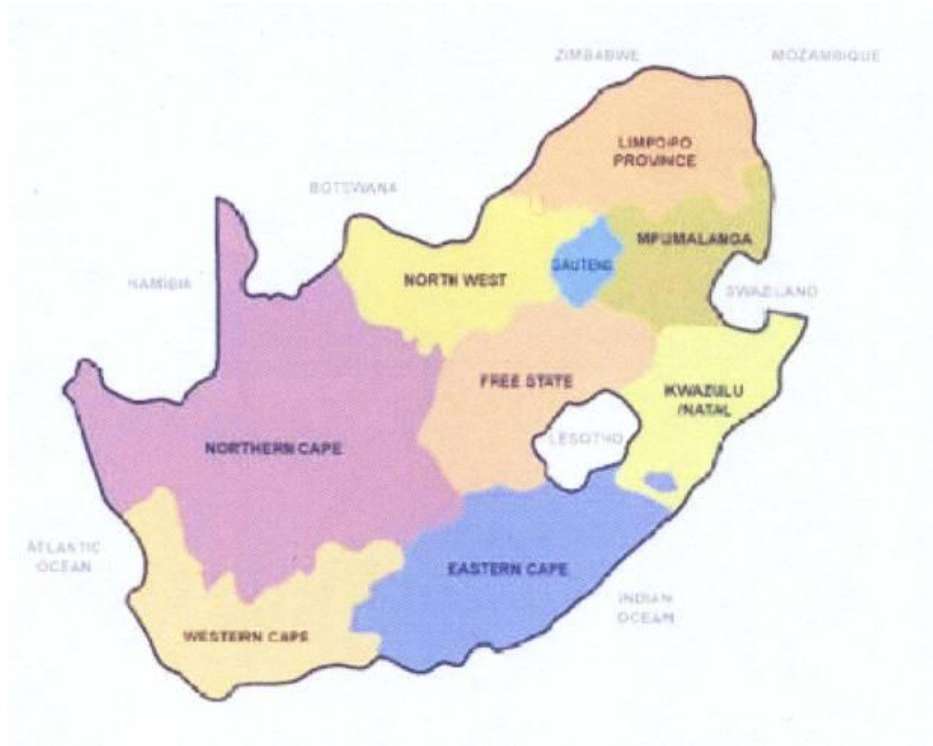 ZIMBABWE
MOZAMBIQUE
LIMPOPO
PROVINCE
BOTSWANA
MPUMALANGA
GAUTENG
NORTH WEST
NAMIBIA
SWAZILAND
FREE STATE
KWAZULU
/NATAL
LESOTHO
NORTHERN CAPE
ATLANTIC
OCEAN
EASTERN CAPE
INDIAN
OCEAN
WESTERN CAPE